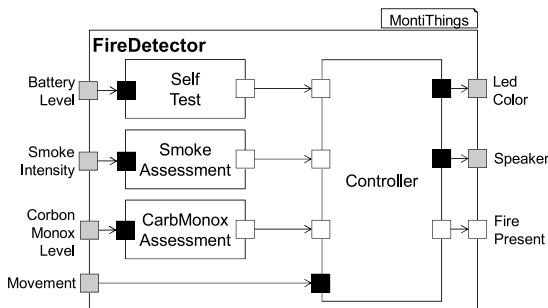 MontiThings
FireDetector
Battery
Level
Self
Test
Led
Color
Smoke
Intensity
Smoke
Assessment
Controller
Speaker
Corbon
Monox
Level
CarbMonox
Assessment
Fire
Present
Movement